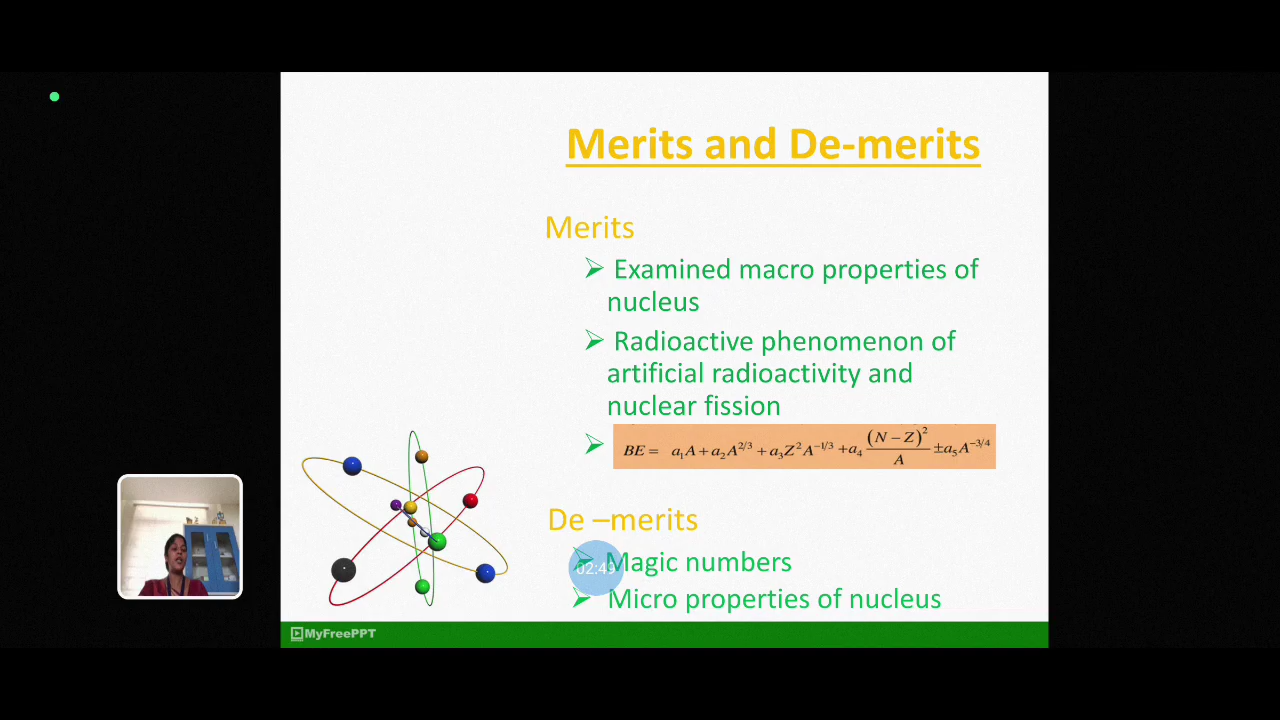 Merits and De-merits
Merits
➢ Examined macro properties of
nucleus
➢ Radioactive phenomenon of
artificial radioactivity and
nuclear fission
➢ BE = a₁A + a₂A^2/3 + a₃Z²A^−1/3 + a₄ (N − Z)²/A ± a₅A^−3/4
De –merits
➢ Magic numbers
02:49
➢ Micro properties of nucleus
MyFreePPT